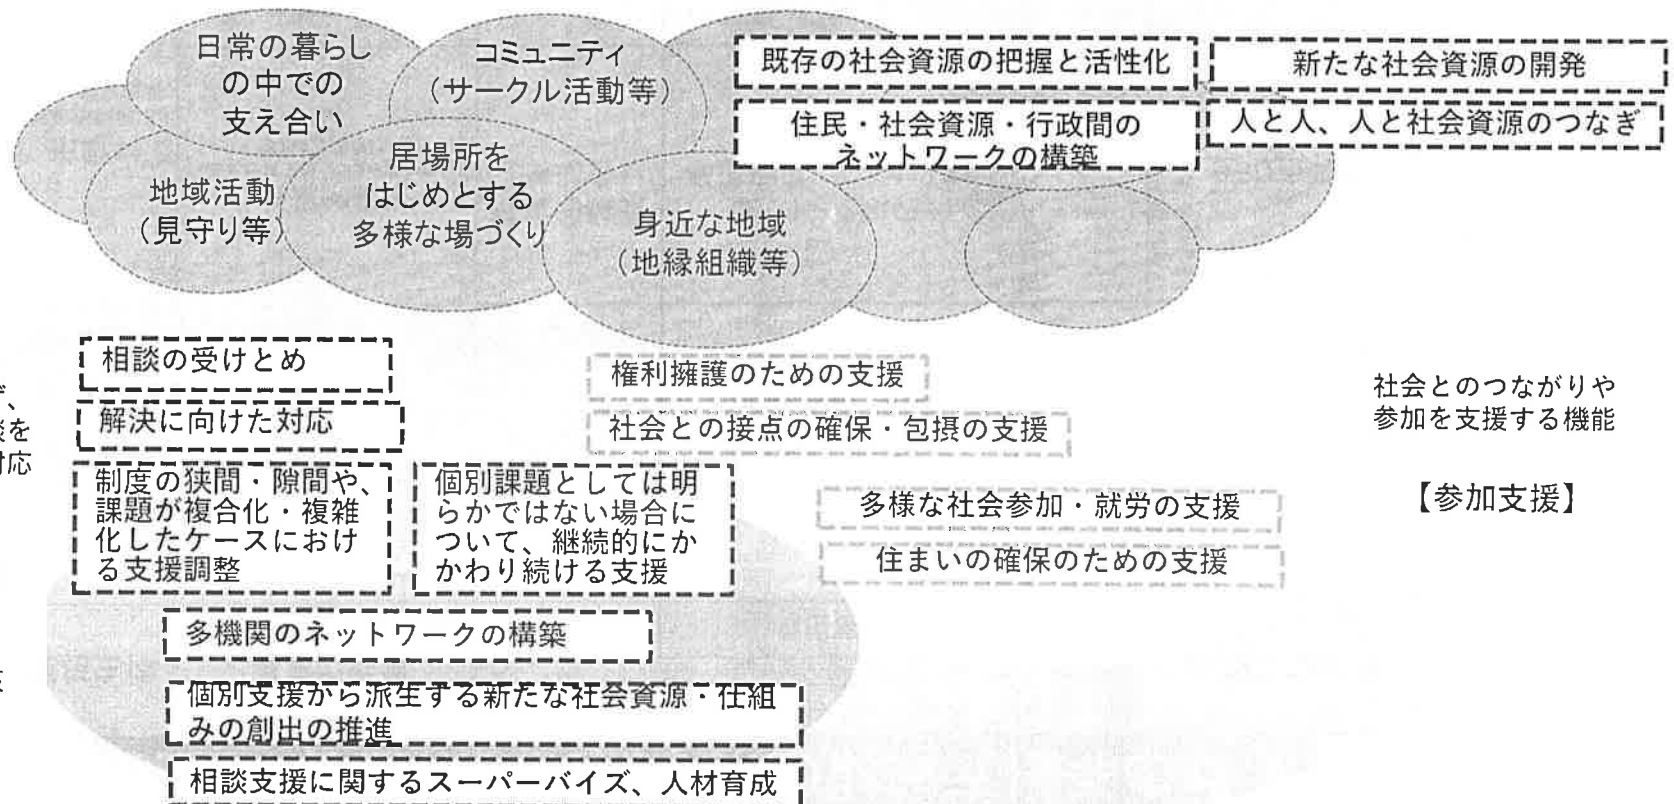 日常の暮らし
の中での
支え合い
コミュニティ
（サークル活動等）
既存の社会資源の把握と活性化
新たな社会資源の開発
住民・社会資源・行政間の
ネットワークの構築
人と人、人と社会資源のつなぎ
地域活動
（見守り等）
居場所を
はじめとする
多様な場づくり
身近な地域
（地縁組織等）
談を
対応
相談の受けとめ
解決に向けた対応
制度の狭間・隙間や、
課題が複合化・複雑
化したケースにおけ
る支援調整
個別課題としては明
らかではない場合に
ついて、継続的にか
かわり続ける支援
権利擁護のための支援
社会との接点の確保・包摂の支援
多様な社会参加・就労の支援
住まいの確保のための支援
社会とのつながりや
参加を支援する機能
【参加支援】
多機関のネットワークの構築
個別支援から派生する新たな社会資源・仕組
みの創出の推進
相談支援に関するスーパーバイズ、人材育成